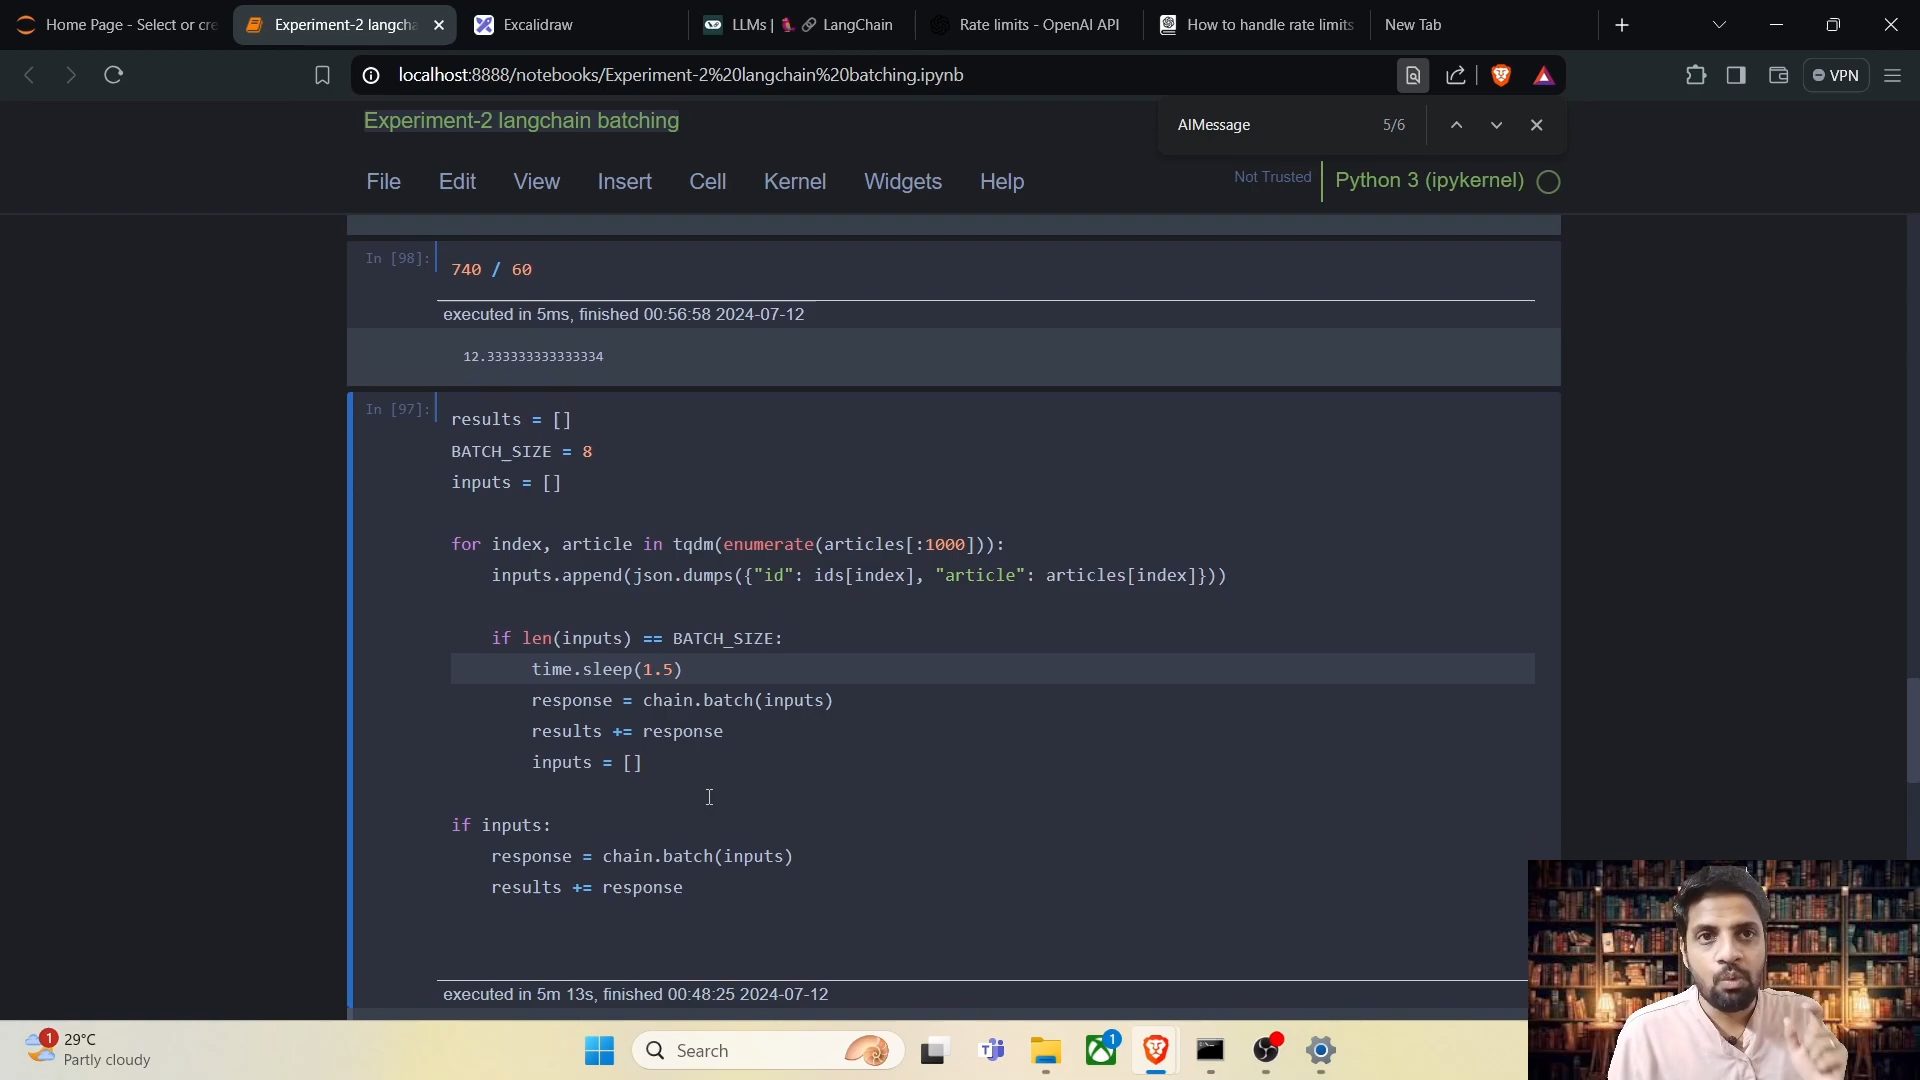 Home Page - Select or cre
Experiment-2 langcha
Excalidraw
LLMs | 🦜🔗 LangChain
Rate limits - OpenAI API
How to handle rate limits
New Tab
localhost:8888/notebooks/Experiment-2%20langchain%20batching.ipynb
VPN
Experiment-2 langchain batching
AIMessage
5/6
File
Edit
View
Insert
Cell
Kernel
Widgets
Help
Not Trusted
Python 3 (ipykernel)
In [98]:
740 / 60
executed in 5ms, finished 00:56:58 2024-07-12
12.333333333333334
In [97]:
results = []
BATCH_SIZE = 8
inputs = []
for index, article in tqdm(enumerate(articles[:1000])):
inputs.append(json.dumps({"id": ids[index], "article": articles[index]}))
if len(inputs) == BATCH_SIZE:
time.sleep(1.5)
response = chain.batch(inputs)
results += response
inputs = []
if inputs:
response = chain.batch(inputs)
results += response
executed in 5m 13s, finished 00:48:25 2024-07-12
1
29°C
Partly cloudy
Search
1